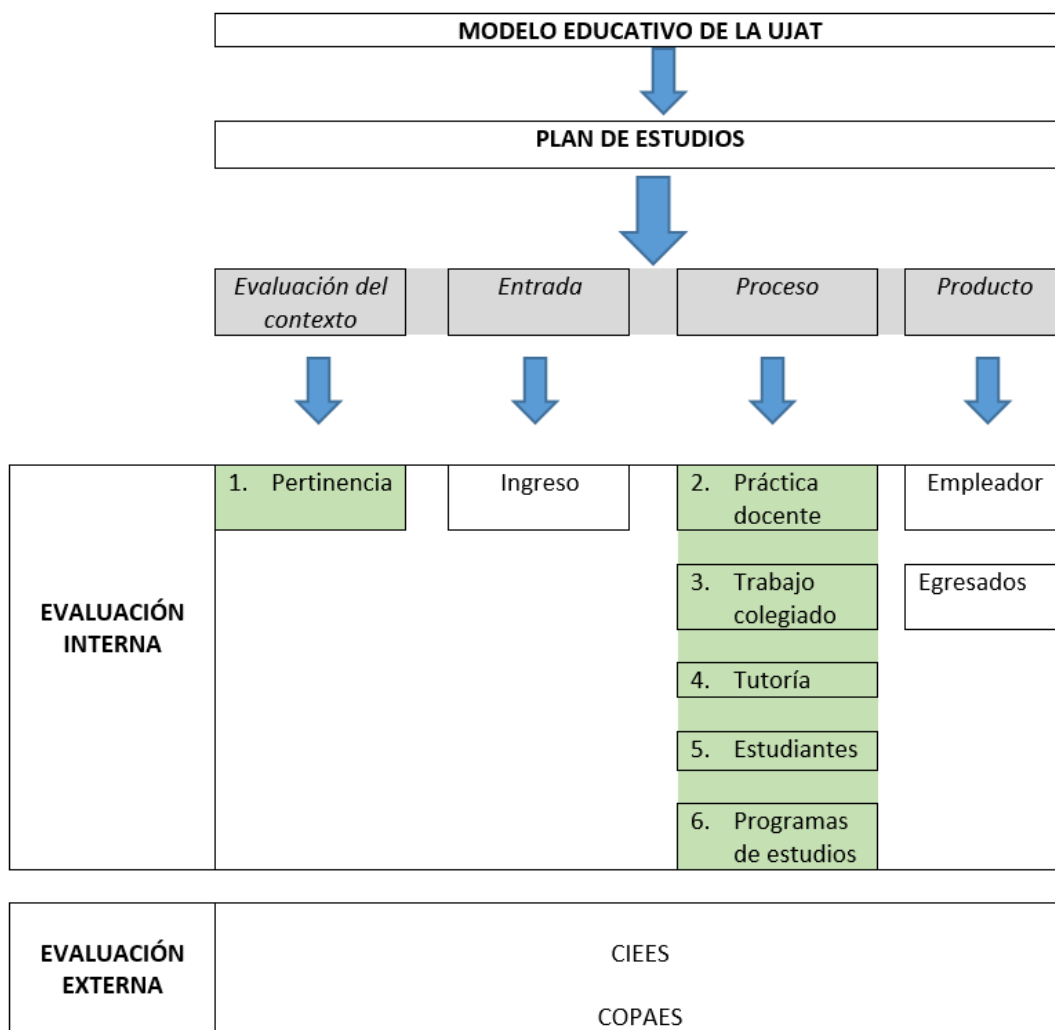 MODELO EDUCATIVO DE LA UJAT
PLAN DE ESTUDIOS
Evaluación del
contexto
Entrada
Proceso
Producto
EVALUACIÓN
INTERNA
1. Pertinencia
Ingreso
2. Práctica
docente
3. Trabajo
colegiado
4. Tutoría
5. Estudiantes
6. Programas
de estudios
Empleador
Egresados
EVALUACIÓN
EXTERNA
CIEES
COPAES